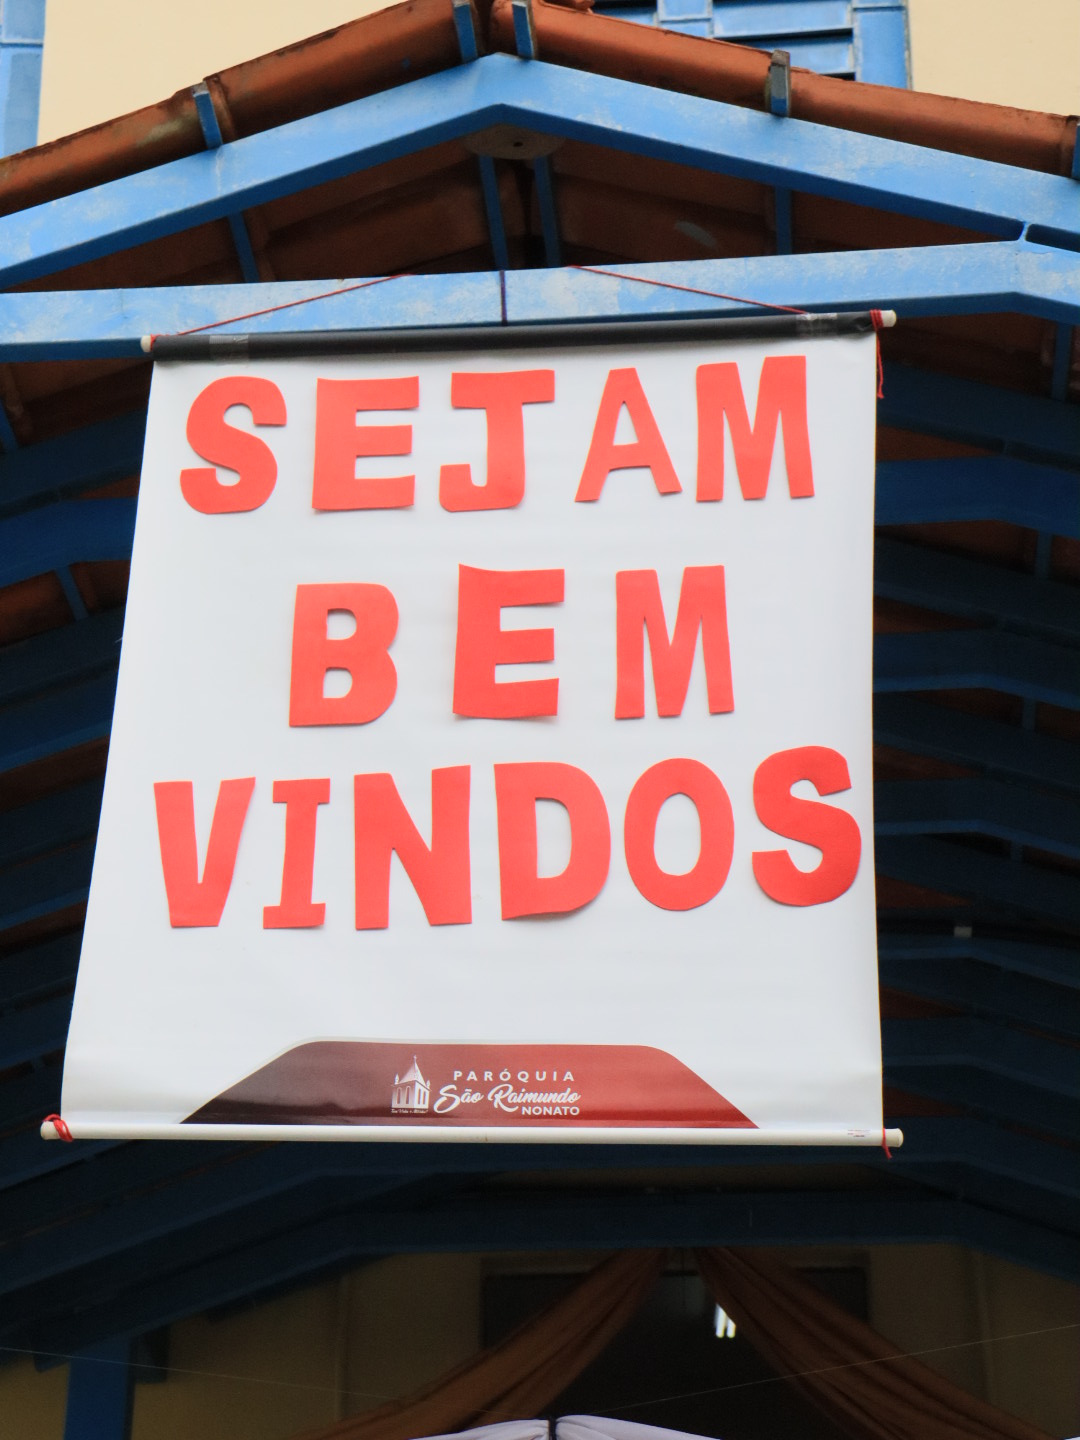 SEJAM
BEM
VINDOS
PARÓQUIA
São Raimundo
NONATO